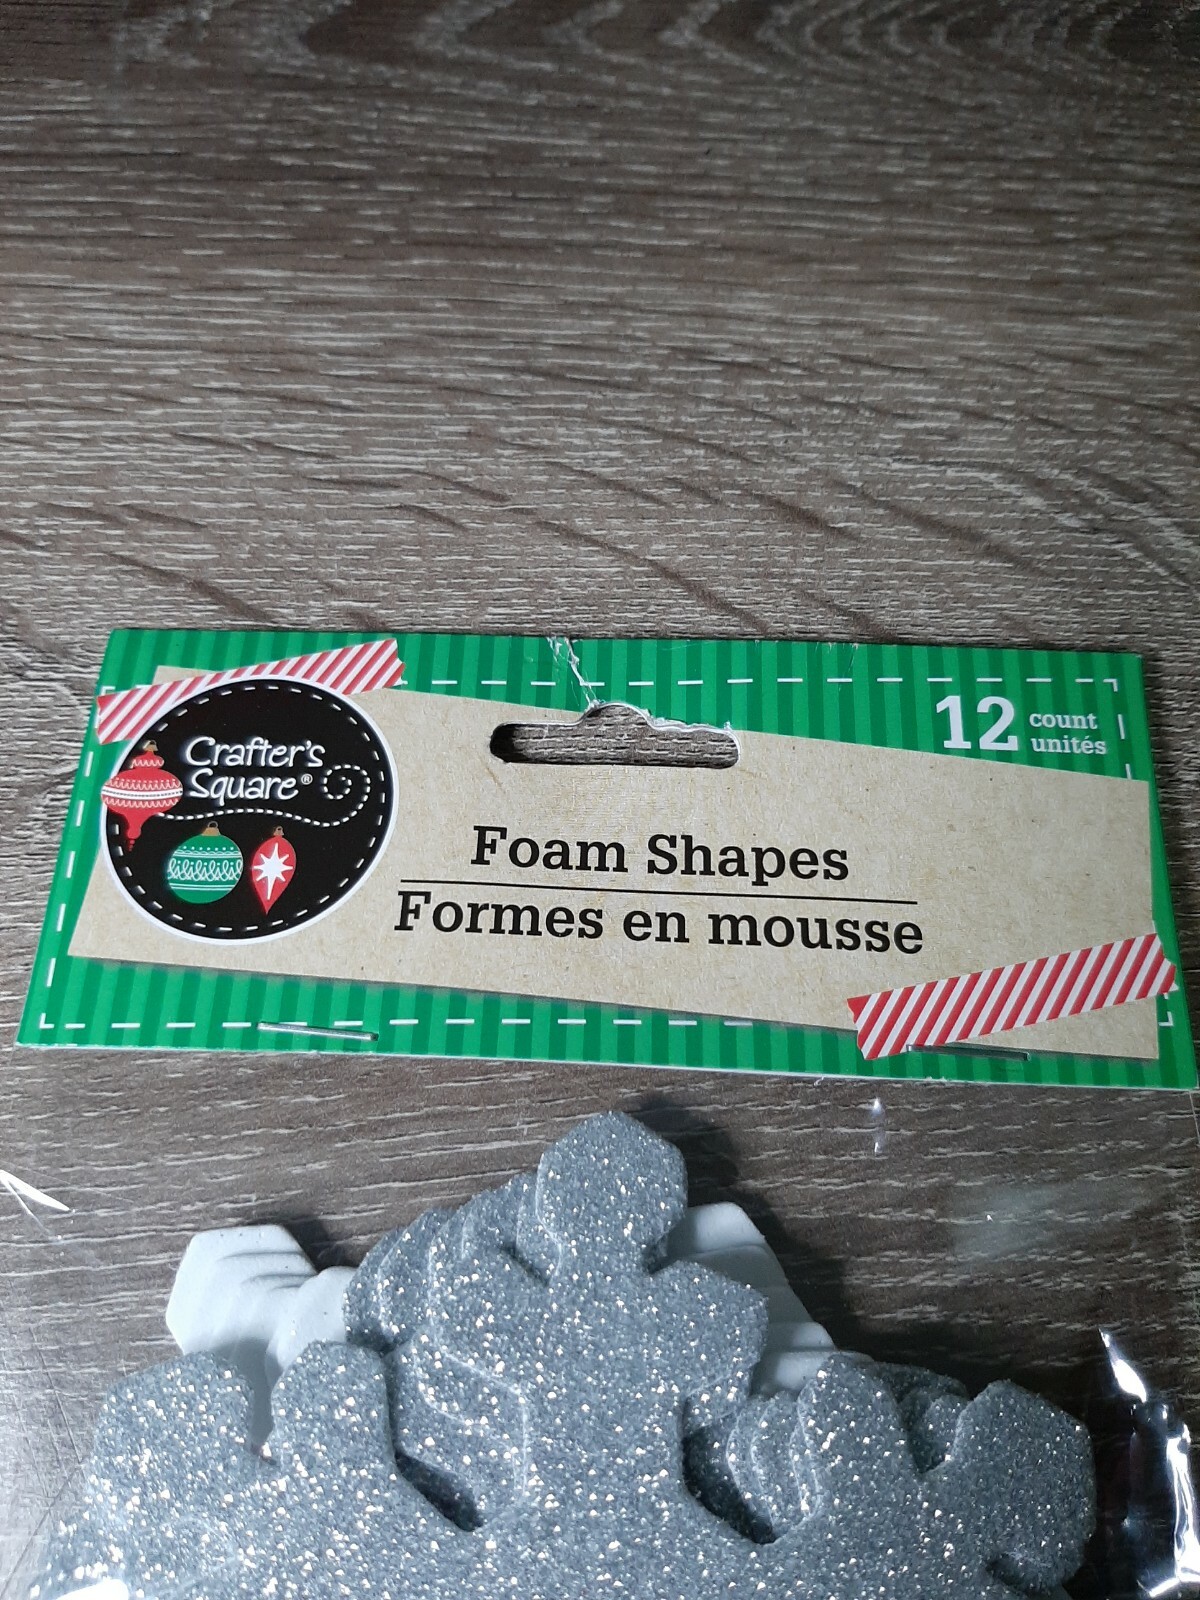 Crafter's
Square®
12 count
unités
Foam Shapes
Formes en mousse